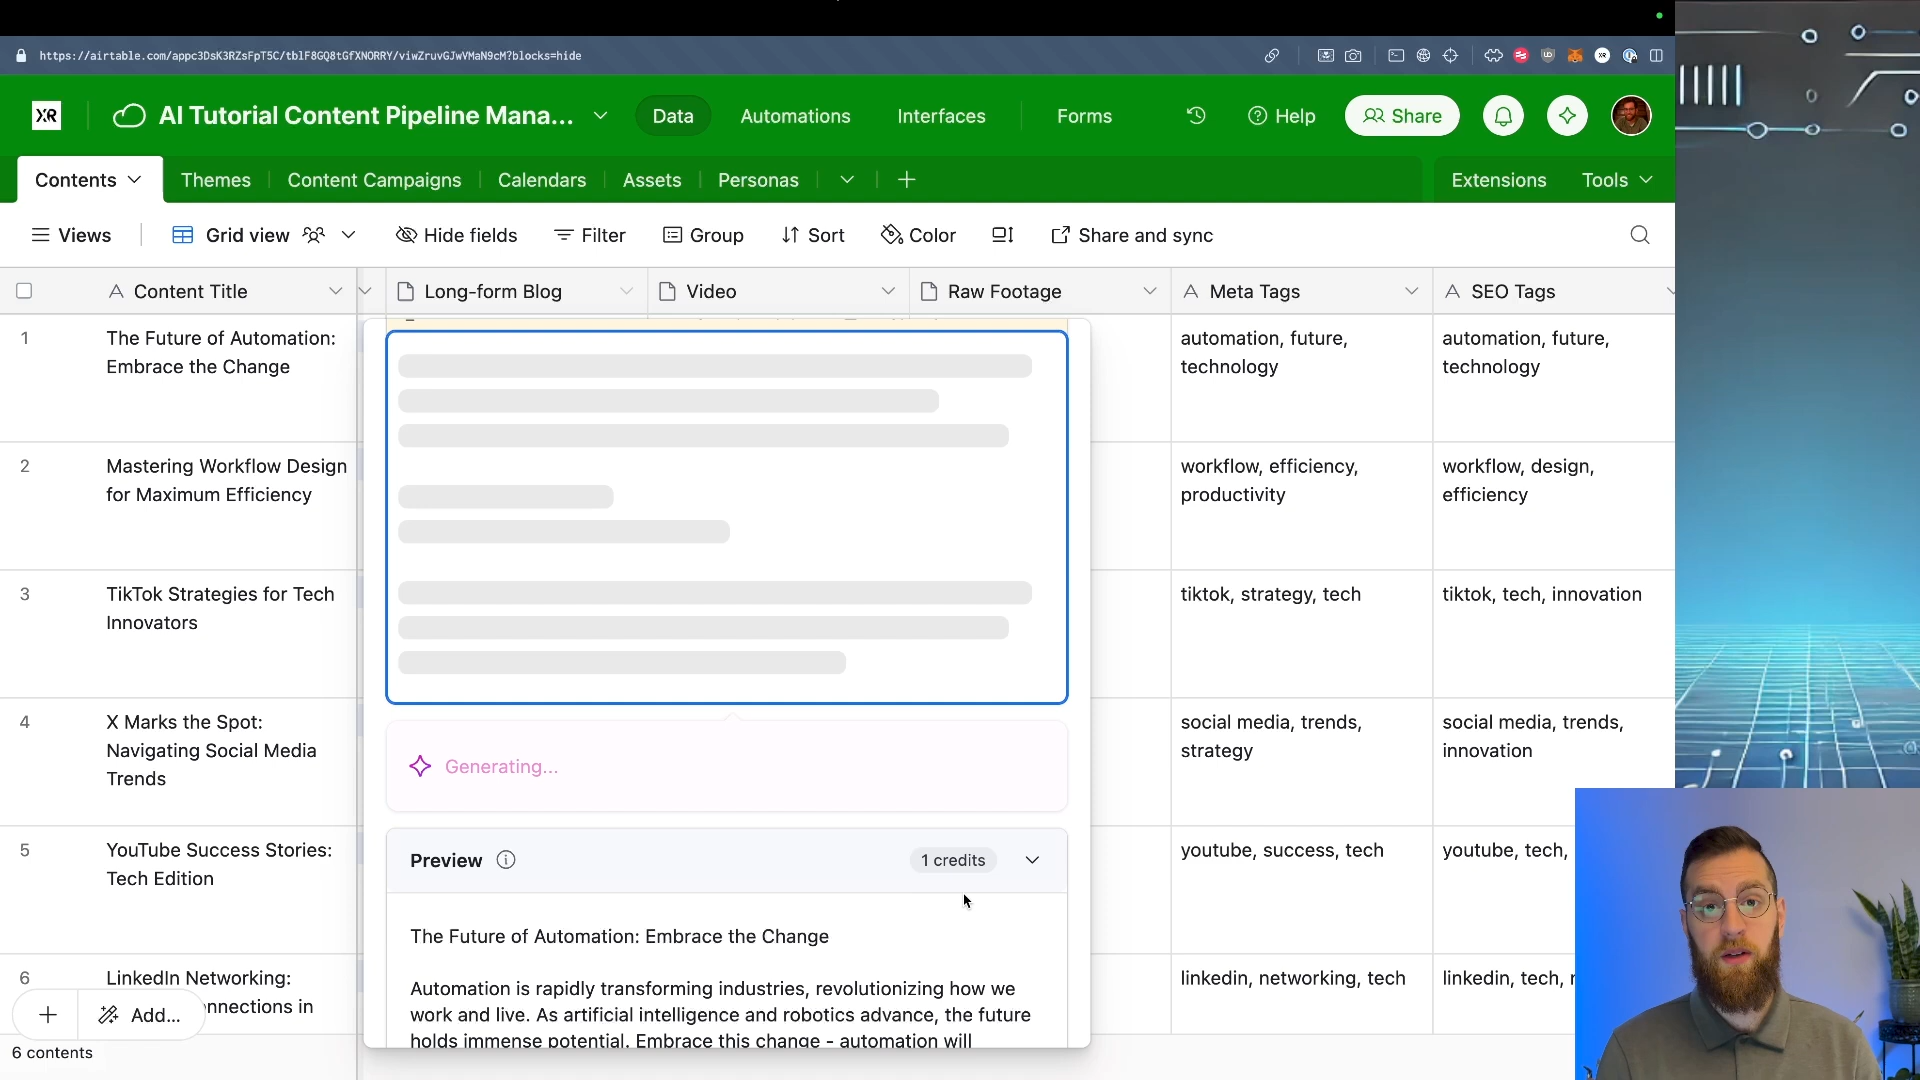 https://airtable.com/appc3DsK3RZsFpT5C/tblF8GQ8tGfXNORRY/viwZruvGJwVMaN9cM?blocks=hide
XR
AI Tutorial Content Pipeline Mana...
Data
Automations
Interfaces
Forms
Help
Share
Contents
Themes
Content Campaigns
Calendars
Assets
Personas
Extensions
Tools
Views
Grid view
Hide fields
Filter
Group
Sort
Color
Share and sync
Content Title
Long-form Blog
Video
Raw Footage
Meta Tags
SEO Tags
1
The Future of Automation:
Embrace the Change
automation, future,
technology
automation, future,
technology
2
Mastering Workflow Design
for Maximum Efficiency
workflow, efficiency,
productivity
workflow, design,
efficiency
3
TikTok Strategies for Tech
Innovators
tiktok, strategy, tech
tiktok, tech, innovation
4
X Marks the Spot:
Navigating Social Media
Trends
social media, trends,
strategy
social media, trends,
innovation
5
YouTube Success Stories:
Tech Edition
youtube, success, tech
youtube, tech,
6
LinkedIn Networking:
nnections in
linkedin, networking, tech
linkedin, tech,
Generating...
Preview
1 credits
The Future of Automation: Embrace the Change
Automation is rapidly transforming industries, revolutionizing how we
work and live. As artificial intelligence and robotics advance, the future
holds immense potential. Embrace this change - automation will
Add...
6 contents